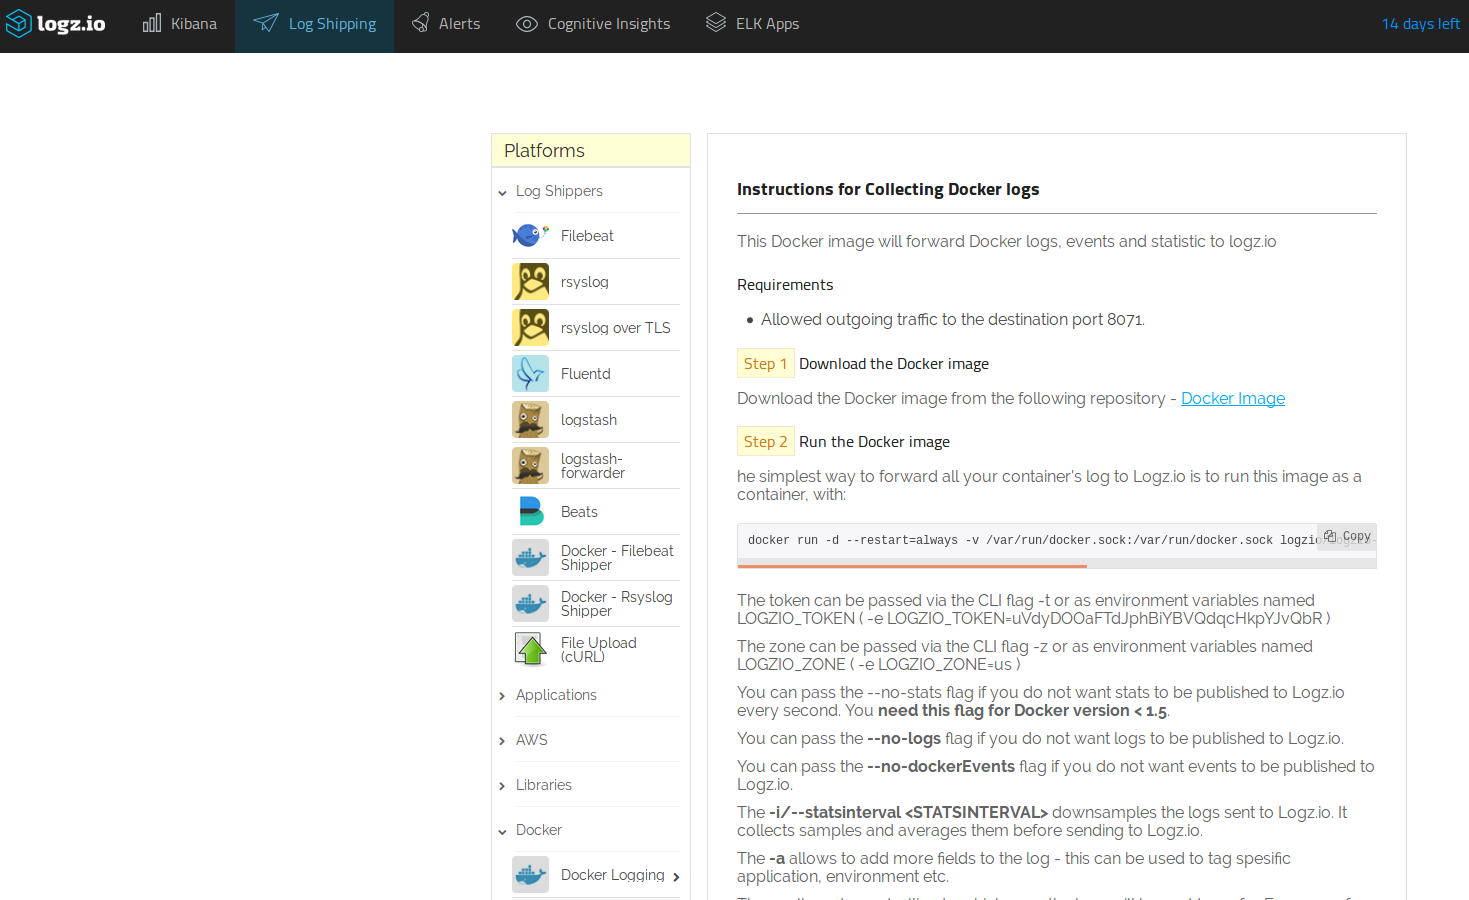 logz.io
Kibana
Log Shipping
Alerts
Cognitive Insights
ELK Apps
14 days left
Platforms
Log Shippers
Filebeat
rsyslog
rsyslog over TLS
Fluentd
logstash
logstash-
forwarder
Beats
Docker - Filebeat
Shipper
Docker - Rsyslog
Shipper
File Upload
(cURL)
Applications
AWS
Libraries
Docker
Docker Logging
Instructions for Collecting Docker logs
This Docker image will forward Docker logs, events and statistic to logz.io
Requirements
• Allowed outgoing traffic to the destination port 8071.
Step 1 Download the Docker image
Download the Docker image from the following repository - Docker Image
Step 2 Run the Docker image
he simplest way to forward all your container's log to Logz.io is to run this image as a
container, with:
docker run -d --restart=always -v /var/run/docker.sock:/var/run/docker.sock
Copy
The token can be passed via the CLI flag -t or as environment variables named
LOGZIO_TOKEN ( -e LOGZIO_TOKEN=uVdyDOOaFTdJphBiYBVQdqcHkpYJvQbR )
The zone can be passed via the CLI flag -z or as environment variables named
LOGZIO_ZONE ( -e LOGZIO_ZONE=us )
You can pass the --no-stats flag if you do not want stats to be published to Logz.io
every second. You need this flag for Docker version < 1.5.
You can pass the --no-logs flag if you do not want logs to be published to Logz.io.
You can pass the --no-dockerEvents flag if you do not want events to be published to
Logz.io.
The -i/--statsinterval <STATSINTERVAL> downsamples the logs sent to Logz.io. It
collects samples and averages them before sending to Logz.io.
The -a allows to add more fields to the log - this can be used to tag spesific
application, environment etc.